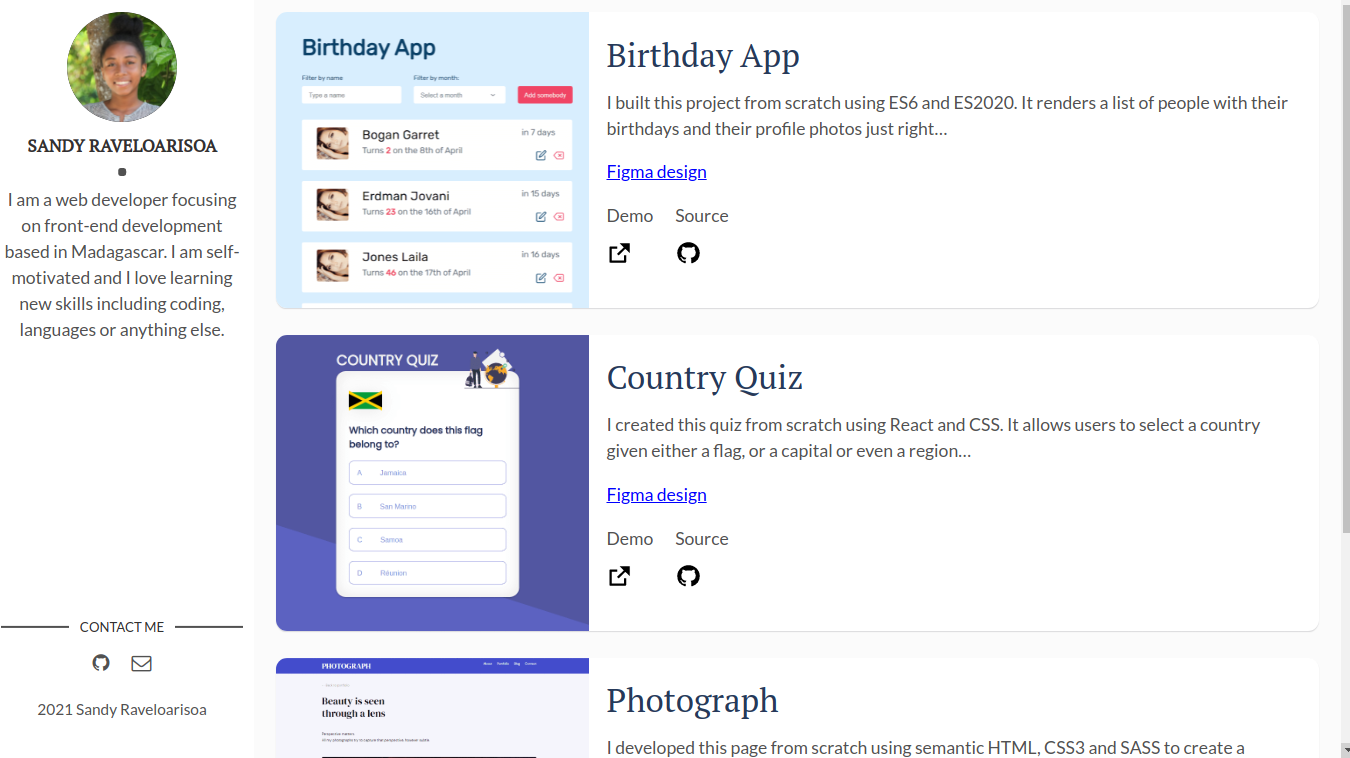 SANDY RAVELOARISOA
I am a web developer focusing
on front-end development
based in Madagascar. I am self-
motivated and I love learning
new skills including coding,
languages or anything else.
CONTACT ME
2021 Sandy Raveloarisoa
Birthday App
Filter by name
Filter by month:
Type a name
Select a month
Add somebody
Bogan Garret
in 7 days
Turns 2 on the 8th of April
Erdman Jovani
in 15 days
Turns 23 on the 16th of April
Jones Laila
in 16 days
Turns 46 on the 17th of April
Birthday App
I built this project from scratch using ES6 and ES2020. It renders a list of people with their
birthdays and their profile photos just right...
Figma design
Demo Source
COUNTRY QUIZ
Which country does this flag
belong to?
A Jamaica
B San Marino
C Samoa
D Réunion
Country Quiz
I created this quiz from scratch using React and CSS. It allows users to select a country
given either a flag, or a capital or even a region...
Figma design
Demo Source
PHOTOGRAPH
About Portfolio Blog Contact
Beauty is seen
through a lens
Perspective matters
Photograph
I developed this page from scratch using semantic HTML, CSS3 and SASS to create a